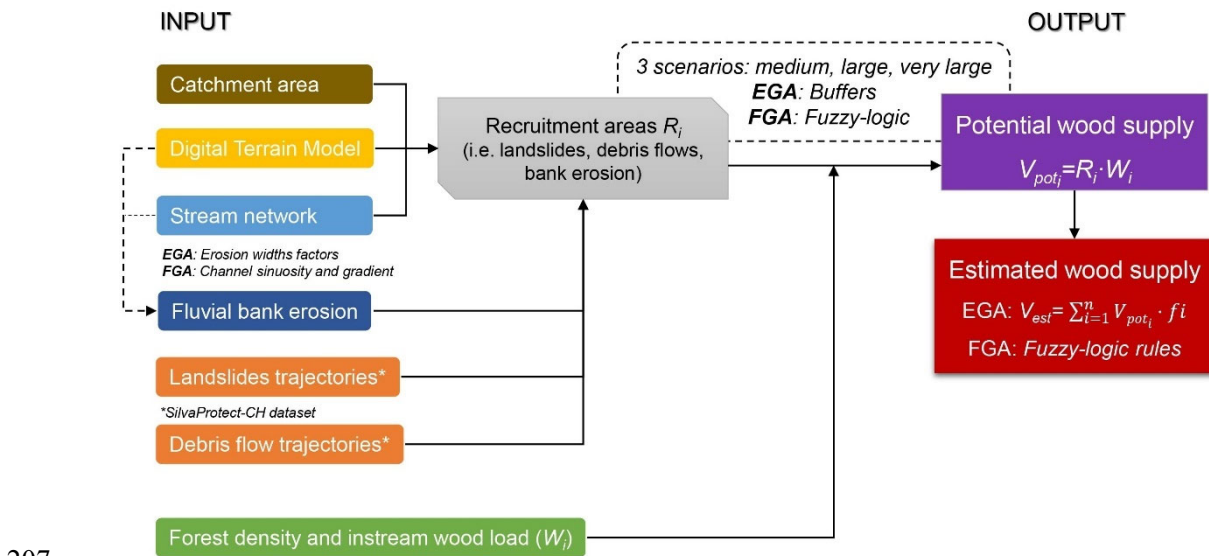 INPUT
OUTPUT
Catchment area
Digital Terrain Model
Stream network
EGA: Erosion widths factors
FGA: Channel sinuosity and gradient
Fluvial bank erosion
Landslides trajectories*
*SilvaProtect-CH dataset
Debris flow trajectories*
Forest density and instream wood load (Wi)
Recruitment areas Ri
(i.e. landslides, debris flows,
bank erosion)
3 scenarios: medium, large, very large
EGA: Buffers
FGA: Fuzzy-logic
Potential wood supply
Vpoti=Ri·Wi
Estimated wood supply
EGA: Vest= ∑ⁿᵢ₌₁ Vpoti · fi
FGA: Fuzzy-logic rules